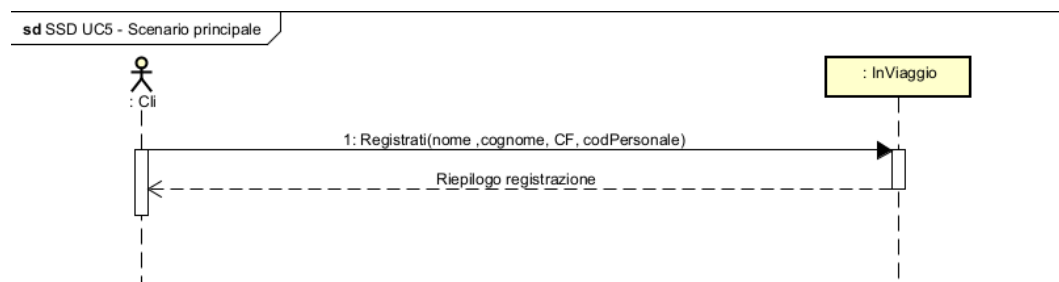 sd SSD UC5 - Scenario principale
: Cli
: InViaggio
1: Registrati(nome ,cognome, CF, codPersonale)
Riepilogo registrazione